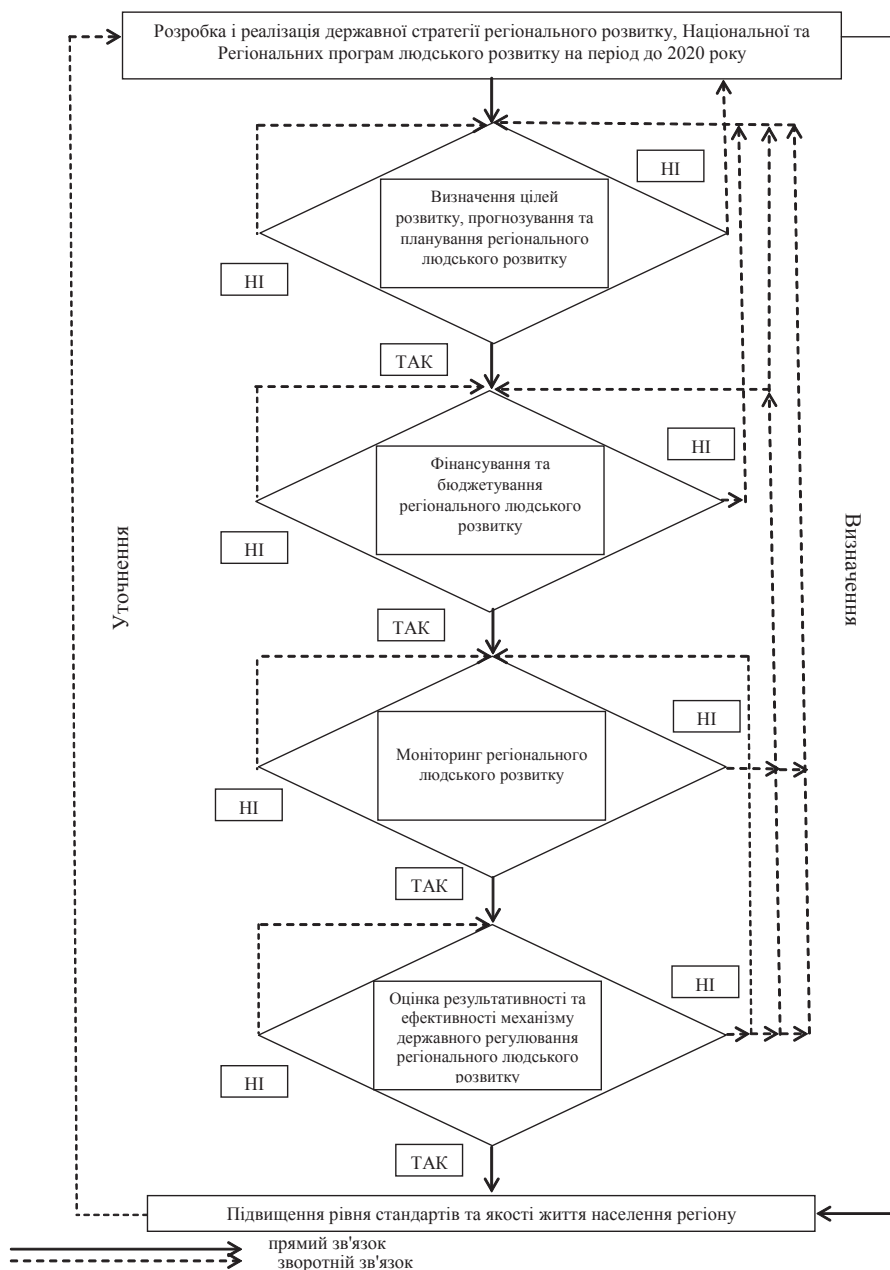 Розробка і реалізація державної стратегії регіонального розвитку, Національної та
Регіональних програм людського розвитку на період до 2020 року
НІ
Визначення цілей
розвитку, прогнозування та
планування регіонального
людського розвитку
НІ
ТАК
НІ
Фінансування та
бюджетування
регіонального людського
розвитку
НІ
ТАК
Уточнення
Визначення
НІ
Моніторинг регіонального
людського розвитку
НІ
ТАК
НІ
Оцінка результативності та
ефективності механізму
державного регулювання
регіонального людського
розвитку
НІ
ТАК
Підвищення рівня стандартів та якості життя населення регіону
прямий зв'язок
зворотній зв'язок